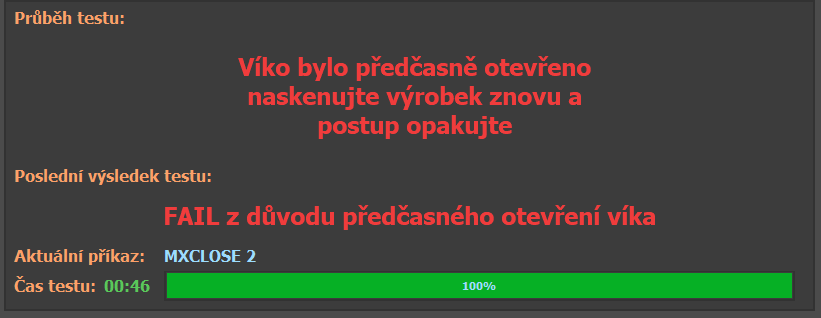 Průběh testu:
Víko bylo předčasně otevřeno
naskenujte výrobek znovu a
postup opakujte
Poslední výsledek testu:
FAIL z důvodu předčasného otevření víka
Aktuální příkaz: MXCLOSE 2
Čas testu: 00:46 100%